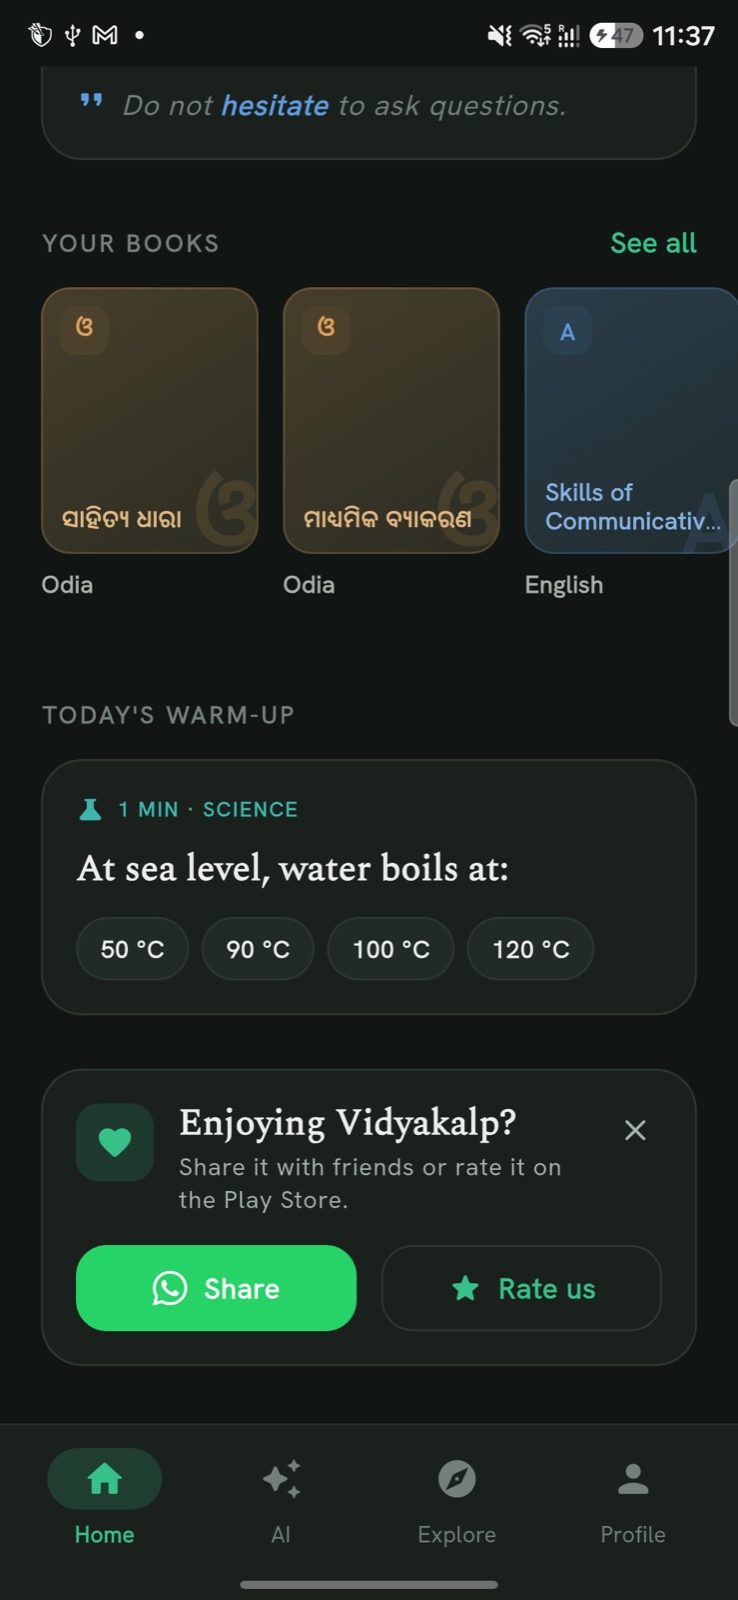 11:37
47
Do not hesitate to ask questions.
YOUR BOOKS
See all
ଓ
ଓ
A
ସାହିତ୍ୟ ଧାରା
ମାଧ୍ୟମିକ ବ୍ୟାକରଣ
Skills of
Communicativ...
Odia
Odia
English
TODAY'S WARM-UP
1 MIN · SCIENCE
At sea level, water boils at:
50 °C
90 °C
100 °C
120 °C
Enjoying Vidyakalp?
Share it with friends or rate it on
the Play Store.
Share
Rate us
Home
AI
Explore
Profile